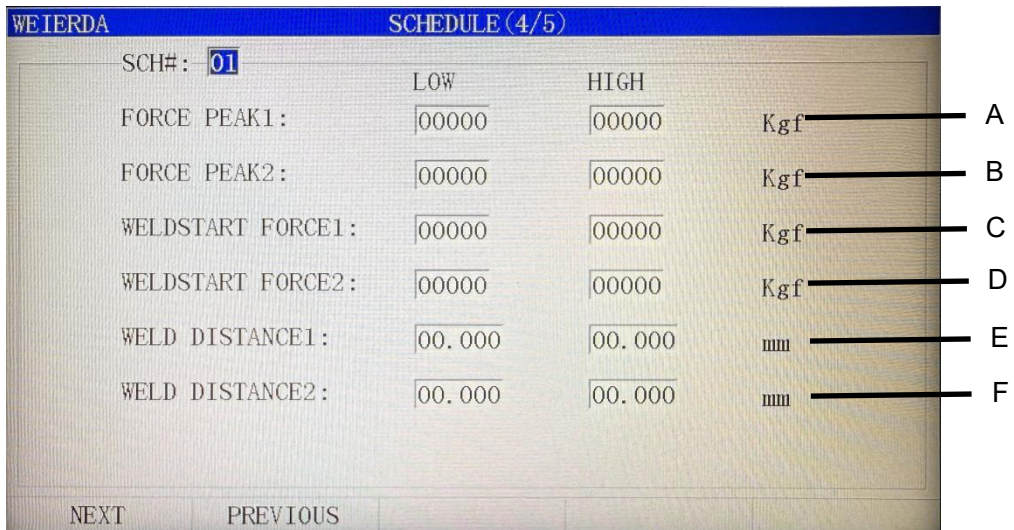 WEIERDA SCHEDULE(4/5)
SCH#: 01
LOW HIGH
FORCE PEAK1: 00000 00000 Kgf A
FORCE PEAK2: 00000 00000 Kgf B
WELDSTART FORCE1: 00000 00000 Kgf C
WELDSTART FORCE2: 00000 00000 Kgf D
WELD DISTANCE1: 00.000 00.000 mm E
WELD DISTANCE2: 00.000 00.000 mm F
NEXT PREVIOUS